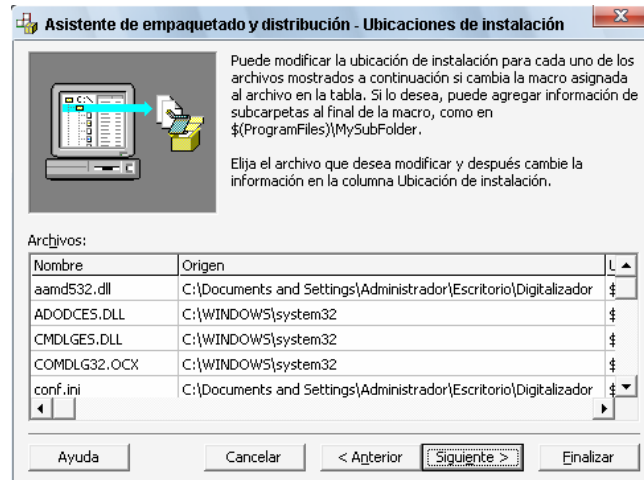 Asistente de empaquetado y distribución - Ubicaciones de instalación
Puede modificar la ubicación de instalación para cada uno de los
archivos mostrados a continuación si cambia la macro asignada
al archivo en la tabla. Si lo desea, puede agregar información de
subcarpetas al final de la macro, como en
$(ProgramFiles)\MySubFolder.
Elija el archivo que desea modificar y después cambie la
información en la columna Ubicación de instalación.
Archivos:
Nombre Origen
aamd532.dll C:\Documents and Settings\Administrador\Escritorio\Digitalizador $
ADODCES.DLL C:\WINDOWS\system32 $
CMDLGES.DLL C:\WINDOWS\system32 $
COMDLG32.OCX C:\WINDOWS\system32 $
conf.ini C:\Documents and Settings\Administrador\Escritorio\Digitalizador $
Ayuda Cancelar < Anterior Siguiente > Finalizar